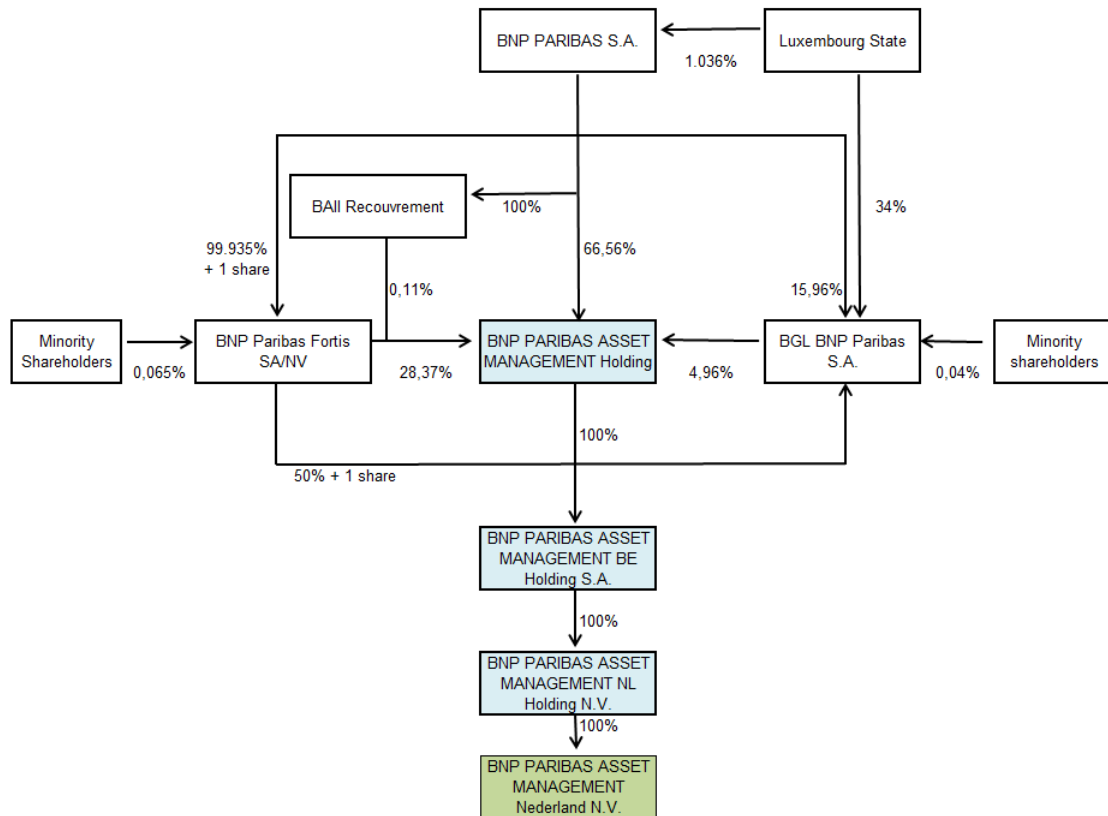 BNP PARIBAS S.A.
Luxembourg State
1.036%
BAII Recouvrement
100%
34%
99.935%
+ 1 share
66,56%
0,11%
15,96%
Minority
Shareholders
BNP Paribas Fortis
SA/NV
BNP PARIBAS ASSET
MANAGEMENT Holding
BGL BNP Paribas
S.A.
Minority
shareholders
0,065%
28,37%
4,96%
0,04%
100%
50% + 1 share
BNP PARIBAS ASSET
MANAGEMENT BE
Holding S.A.
100%
BNP PARIBAS ASSET
MANAGEMENT NL
Holding N.V.
100%
BNP PARIBAS ASSET
MANAGEMENT
Nederland N.V.